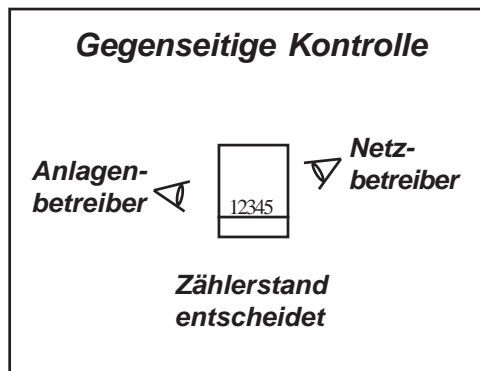 Gegenseitige Kontrolle
Anlagen-
betreiber
12345
Netz-
betreiber
Zählerstand
entscheidet